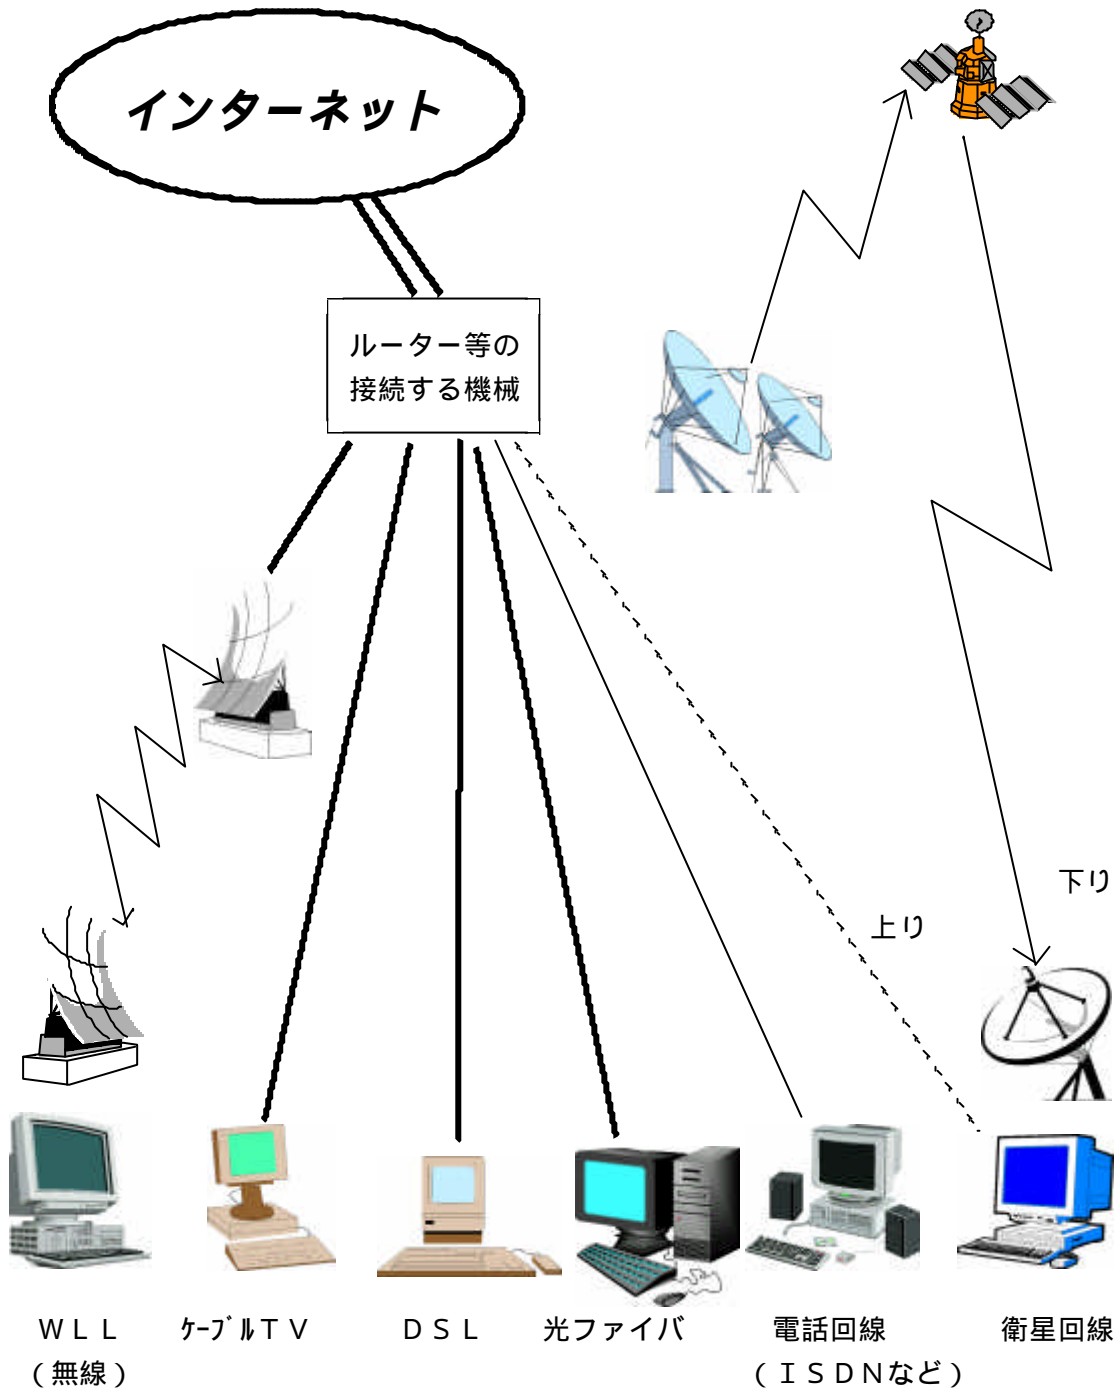 インターネット
ルーター等の
接続する機械
下り
上り
ＷＬＬ
（無線）
ｹｰﾌﾞﾙＴＶ
ＤＳＬ
光ファイバ
電話回線
（ＩＳＤＮなど）
衛星回線